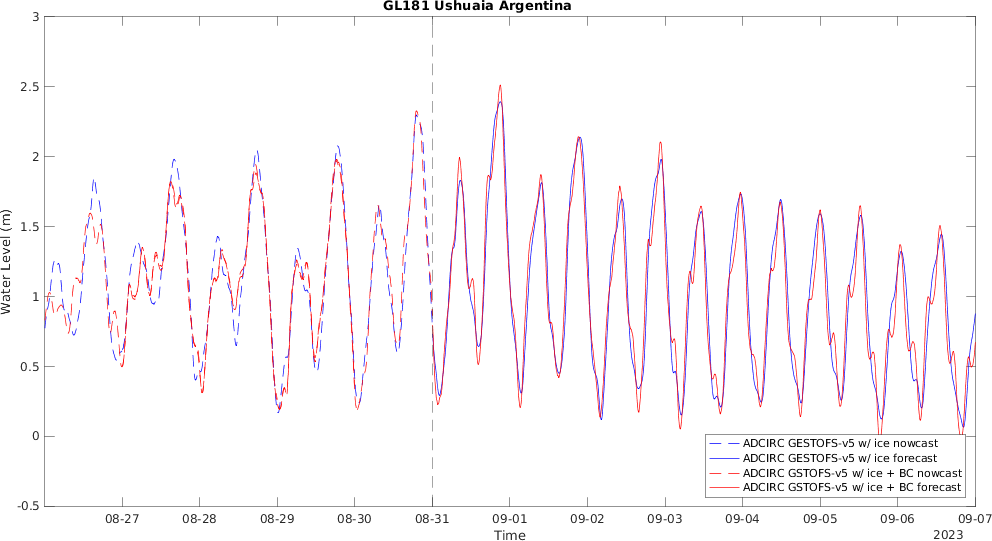 GL181 Ushuaia Argentina
3
2.5
2
1.5
1
0.5
0
-0.5
Water Level (m)
ADCIRC GESTOFS-v5 w/ ice nowcast
ADCIRC GESTOFS-v5 w/ ice forecast
ADCIRC GSTOFS-v5 w/ ice + BC nowcast
ADCIRC GSTOFS-v5 w/ ice + BC forecast
08-27 08-28 08-29 08-30 08-31 09-01 09-02 09-03 09-04 09-05 09-06 09-07
Time
2023